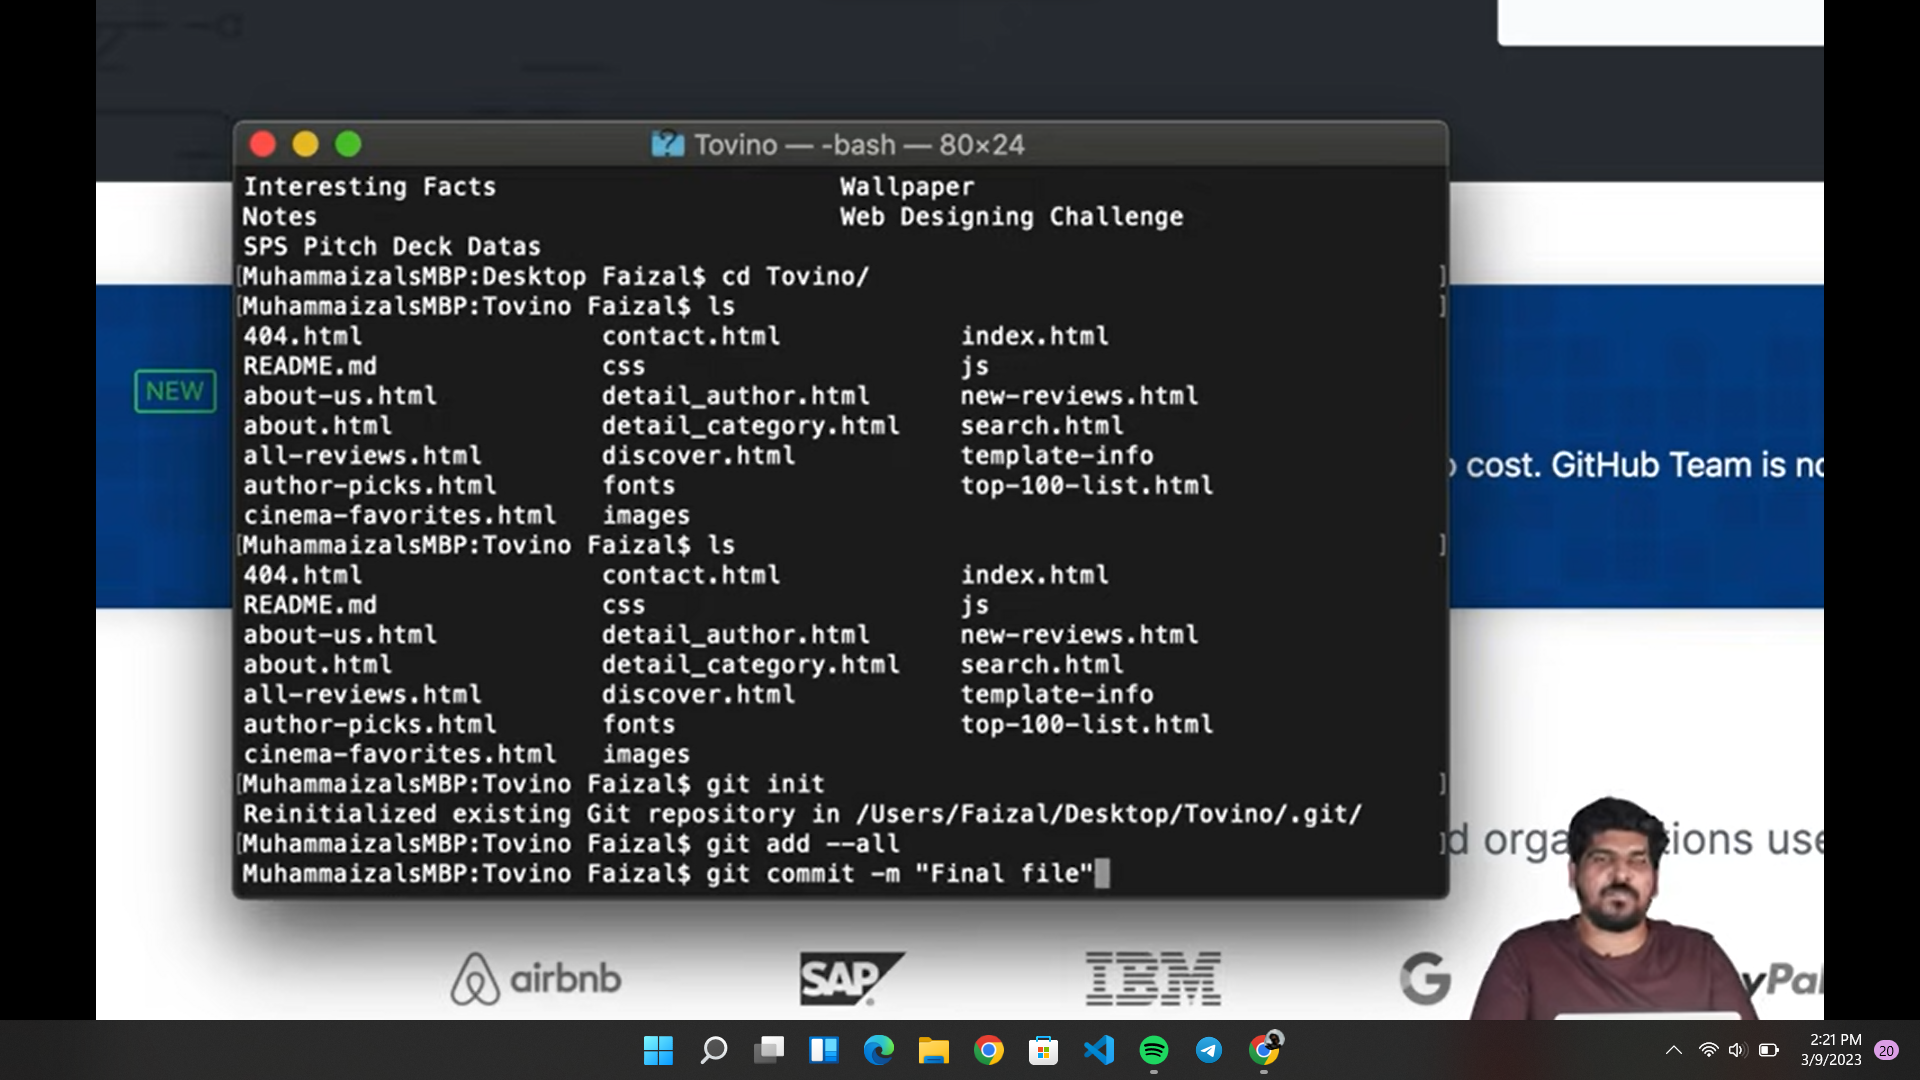 Tovino — -bash — 80×24
Interesting Facts Wallpaper
Notes Web Designing Challenge
SPS Pitch Deck Datas
[MuhammaizalsMBP:Desktop Faizal$ cd Tovino/ ]
[MuhammaizalsMBP:Tovino Faizal$ ls ]
404.html contact.html index.html
README.md css js
about-us.html detail_author.html new-reviews.html
about.html detail_category.html search.html
all-reviews.html discover.html template-info
author-picks.html fonts top-100-list.html
cinema-favorites.html images
[MuhammaizalsMBP:Tovino Faizal$ ls ]
404.html contact.html index.html
README.md css js
about-us.html detail_author.html new-reviews.html
about.html detail_category.html search.html
all-reviews.html discover.html template-info
author-picks.html fonts top-100-list.html
cinema-favorites.html images
[MuhammaizalsMBP:Tovino Faizal$ git init ]
Reinitialized existing Git repository in /Users/Faizal/Desktop/Tovino/.git/
[MuhammaizalsMBP:Tovino Faizal$ git add --all ]
MuhammaizalsMBP:Tovino Faizal$ git commit -m "Final file"
NEW
cost. GitHub Team is
airbnb SAP IBM G
2:21 PM
3/9/2023
20